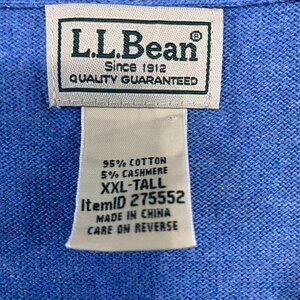 L.L.Bean®
Since 1912
QUALITY GUARANTEED
95% COTTON
5% CASHMERE
XXL-TALL
ItemID 275552
MADE IN CHINA
CARE ON REVERSE